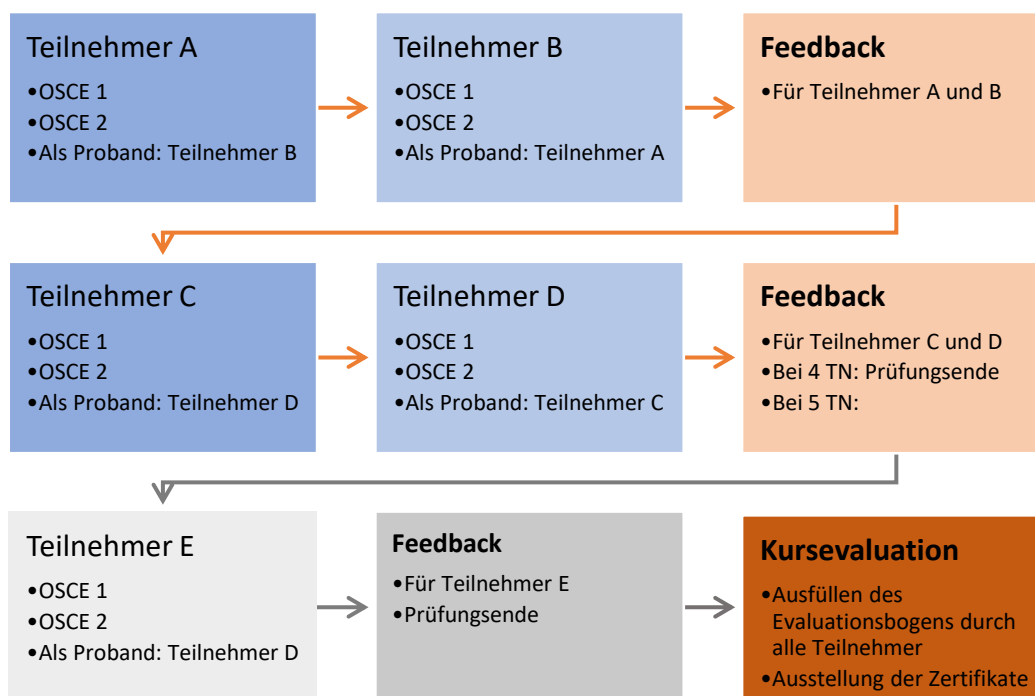 Teilnehmer A
•OSCE 1
•OSCE 2
•Als Proband: Teilnehmer B
Teilnehmer B
•OSCE 1
•OSCE 2
•Als Proband: Teilnehmer A
Feedback
•Für Teilnehmer A und B
Teilnehmer C
•OSCE 1
•OSCE 2
•Als Proband: Teilnehmer D
Teilnehmer D
•OSCE 1
•OSCE 2
•Als Proband: Teilnehmer C
Feedback
•Für Teilnehmer C und D
•Bei 4 TN: Prüfungsende
•Bei 5 TN:
Teilnehmer E
•OSCE 1
•OSCE 2
•Als Proband: Teilnehmer D
Feedback
•Für Teilnehmer E
•Prüfungsende
Kursevaluation
•Ausfüllen des
Evaluationsbogens durch
alle Teilnehmer
•Ausstellung der Zertifikate